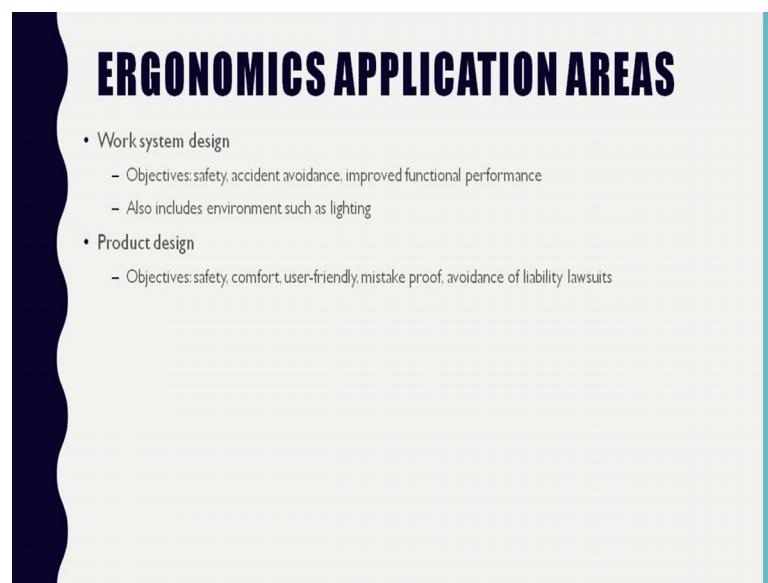 ERGONOMICS APPLICATION AREAS
• Work system design
– Objectives: safety, accident avoidance, improved functional performance
– Also includes environment such as lighting
• Product design
– Objectives: safety, comfort, user-friendly, mistake proof, avoidance of liability lawsuits